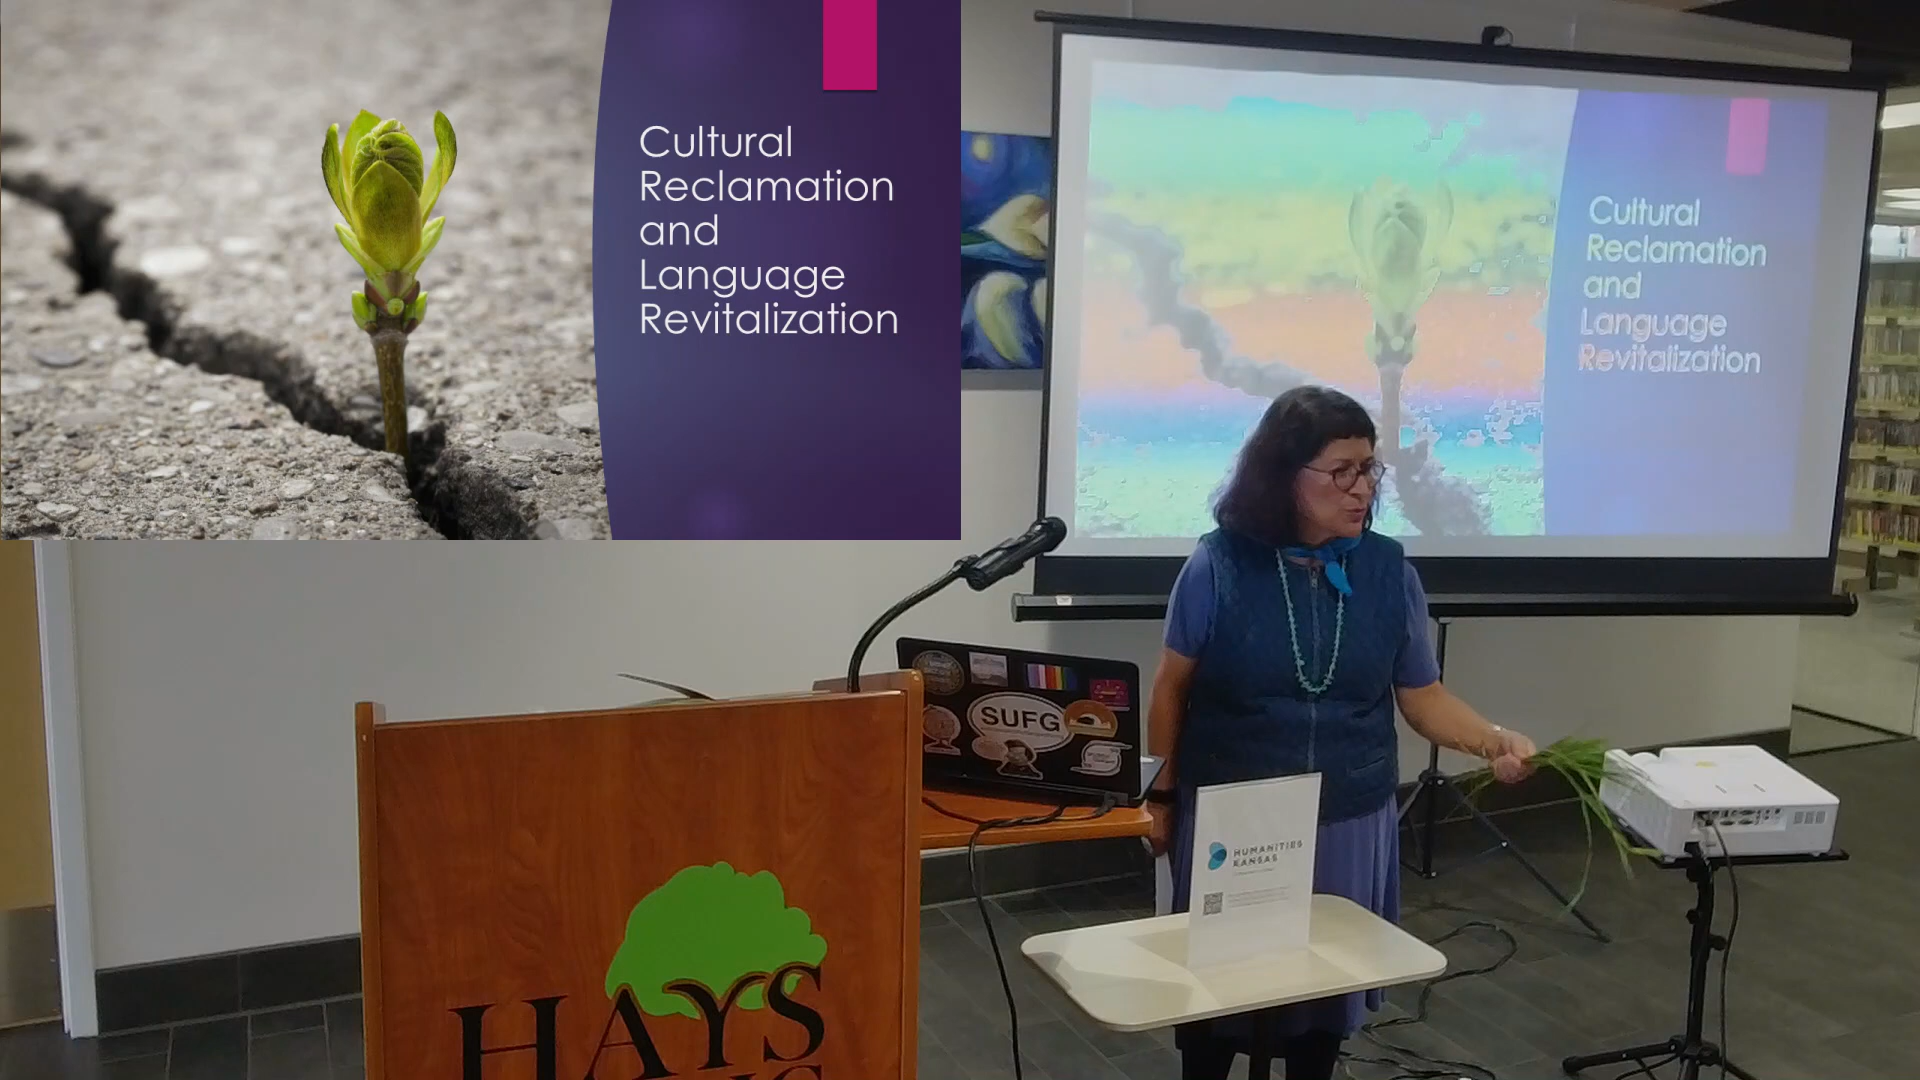 Cultural
Reclamation
and
Language
Revitalization
Cultural
Reclamation
and
Language
Revitalization
SUFG
HUMANITIES
KANSAS
HAYS